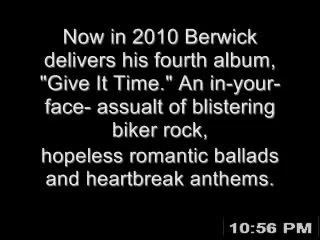 Now in 2010 Berwick
delivers his fourth album,
"Give It Time." An in-your-
face- assualt of blistering
biker rock,
hopeless romantic ballads
and heartbreak anthems.
10:56 PM